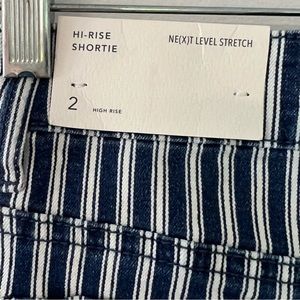 HI-RISE
SHORTIE
NE(X)T LEVEL STRETCH
2
HIGH RISE